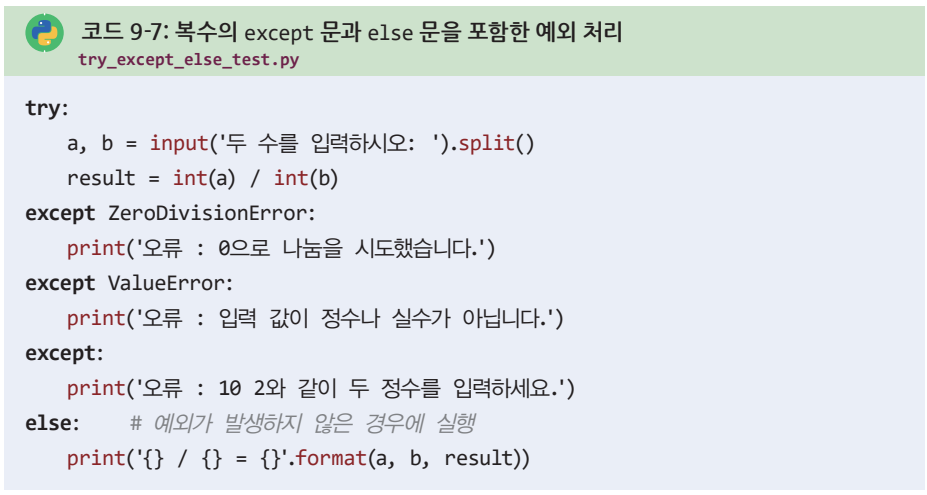 코드 9-7: 복수의 except 문과 else 문을 포함한 예외 처리
try_except_else_test.py
try:
    a, b = input('두 수를 입력하시오: ').split()
    result = int(a) / int(b)
except ZeroDivisionError:
    print('오류 : 0으로 나눔을 시도했습니다.')
except ValueError:
    print('오류 : 입력 값이 정수나 실수가 아닙니다.')
except:
    print('오류 : 10 2와 같이 두 정수를 입력하세요.')
else:    # 예외가 발생하지 않은 경우에 실행
    print('{} / {} = {}'.format(a, b, result))